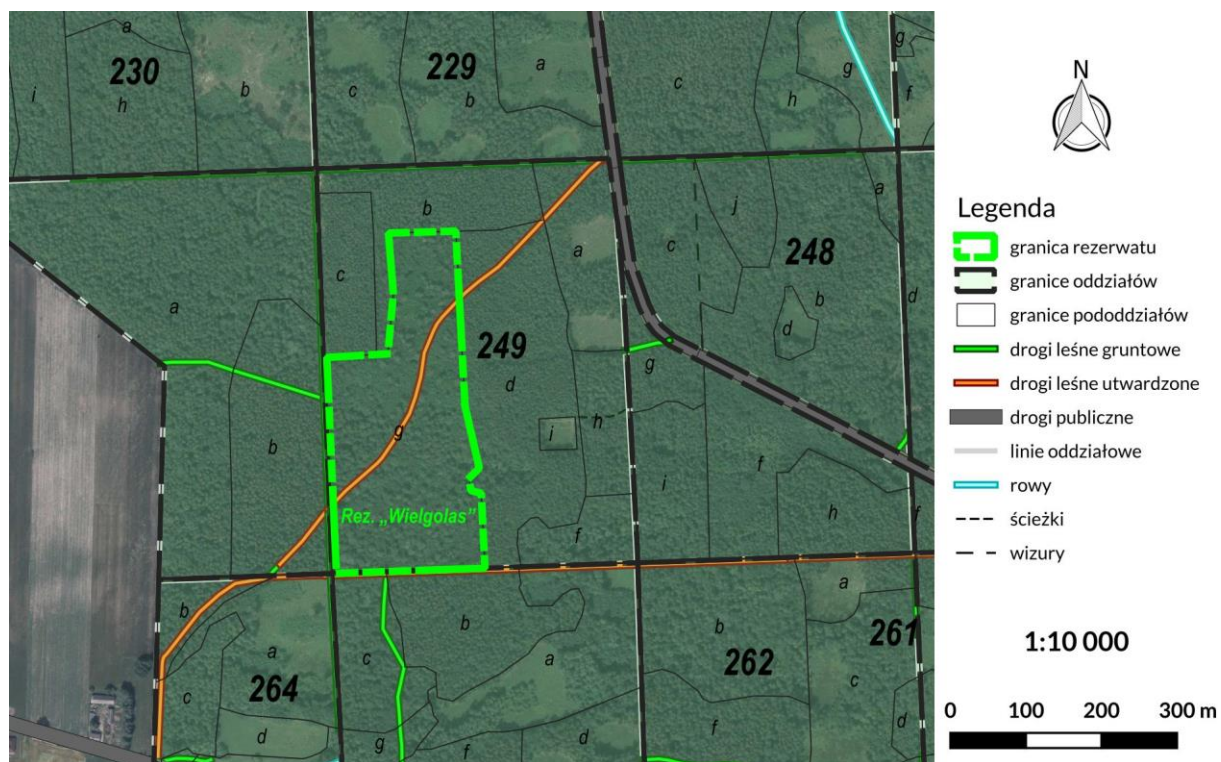 230
a
i
h
b
c
229
b
a
c
h
g
g
f
N
Legenda
granica rezerwatu
granice oddziałów
granice pododdziałów
drogi leśne gruntowe
drogi leśne utwardzone
drogi publiczne
linie oddziałowe
rowy
ścieżki
wizury
1:10 000
0 100 200 300 m
a
b
c
b
a
249
d
g
h
i
g
f
i
Rez. „Wielgolas”
c
j
248
b
d
a
d
f
h
f
b
a
264
c
d
c
b
a
g
f
d
b
262
f
a
261
c
d